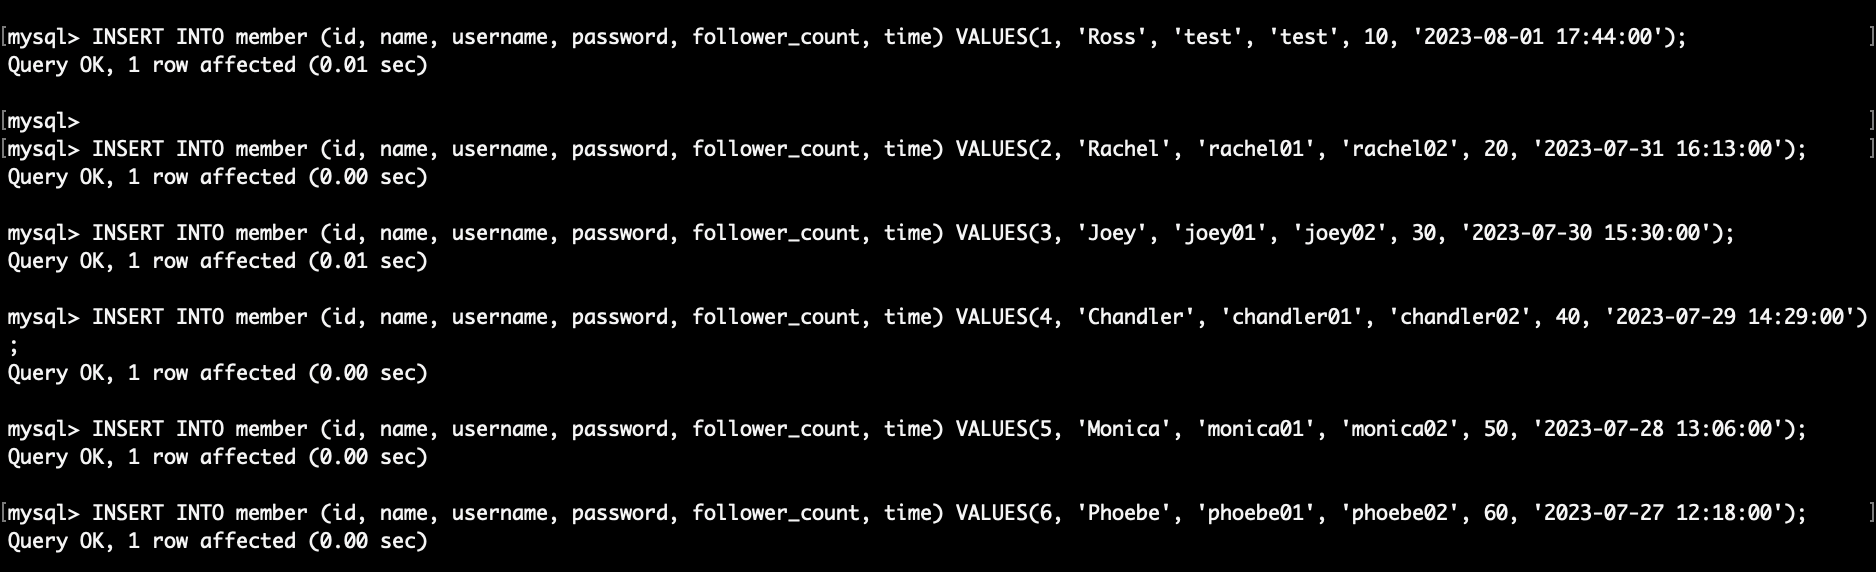 [mysql> INSERT INTO member (id, name, username, password, follower_count, time) VALUES(1, 'Ross', 'test', 'test', 10, '2023-08-01 17:44:00'); ]
Query OK, 1 row affected (0.01 sec)
[mysql> ]
[mysql> INSERT INTO member (id, name, username, password, follower_count, time) VALUES(2, 'Rachel', 'rachel01', 'rachel02', 20, '2023-07-31 16:13:00'); ]
Query OK, 1 row affected (0.00 sec)
mysql> INSERT INTO member (id, name, username, password, follower_count, time) VALUES(3, 'Joey', 'joey01', 'joey02', 30, '2023-07-30 15:30:00');
Query OK, 1 row affected (0.01 sec)
mysql> INSERT INTO member (id, name, username, password, follower_count, time) VALUES(4, 'Chandler', 'chandler01', 'chandler02', 40, '2023-07-29 14:29:00')
;
Query OK, 1 row affected (0.00 sec)
mysql> INSERT INTO member (id, name, username, password, follower_count, time) VALUES(5, 'Monica', 'monica01', 'monica02', 50, '2023-07-28 13:06:00');
Query OK, 1 row affected (0.00 sec)
[mysql> INSERT INTO member (id, name, username, password, follower_count, time) VALUES(6, 'Phoebe', 'phoebe01', 'phoebe02', 60, '2023-07-27 12:18:00'); ]
Query OK, 1 row affected (0.00 sec)